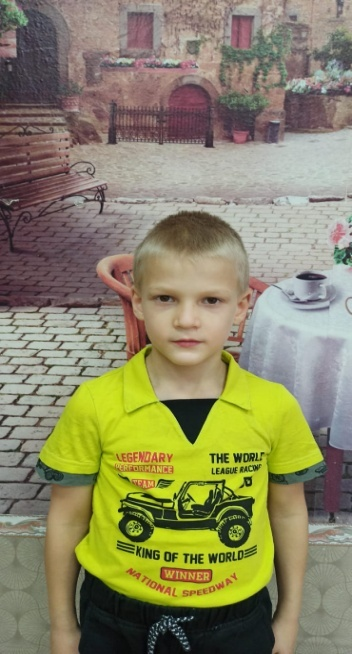 LEGENDARY
PERFORMANCE
TEAM
THE WORLD
LEAGUE RACING
KING OF THE WORLD
WINNER
NATIONAL SPEEDWAY